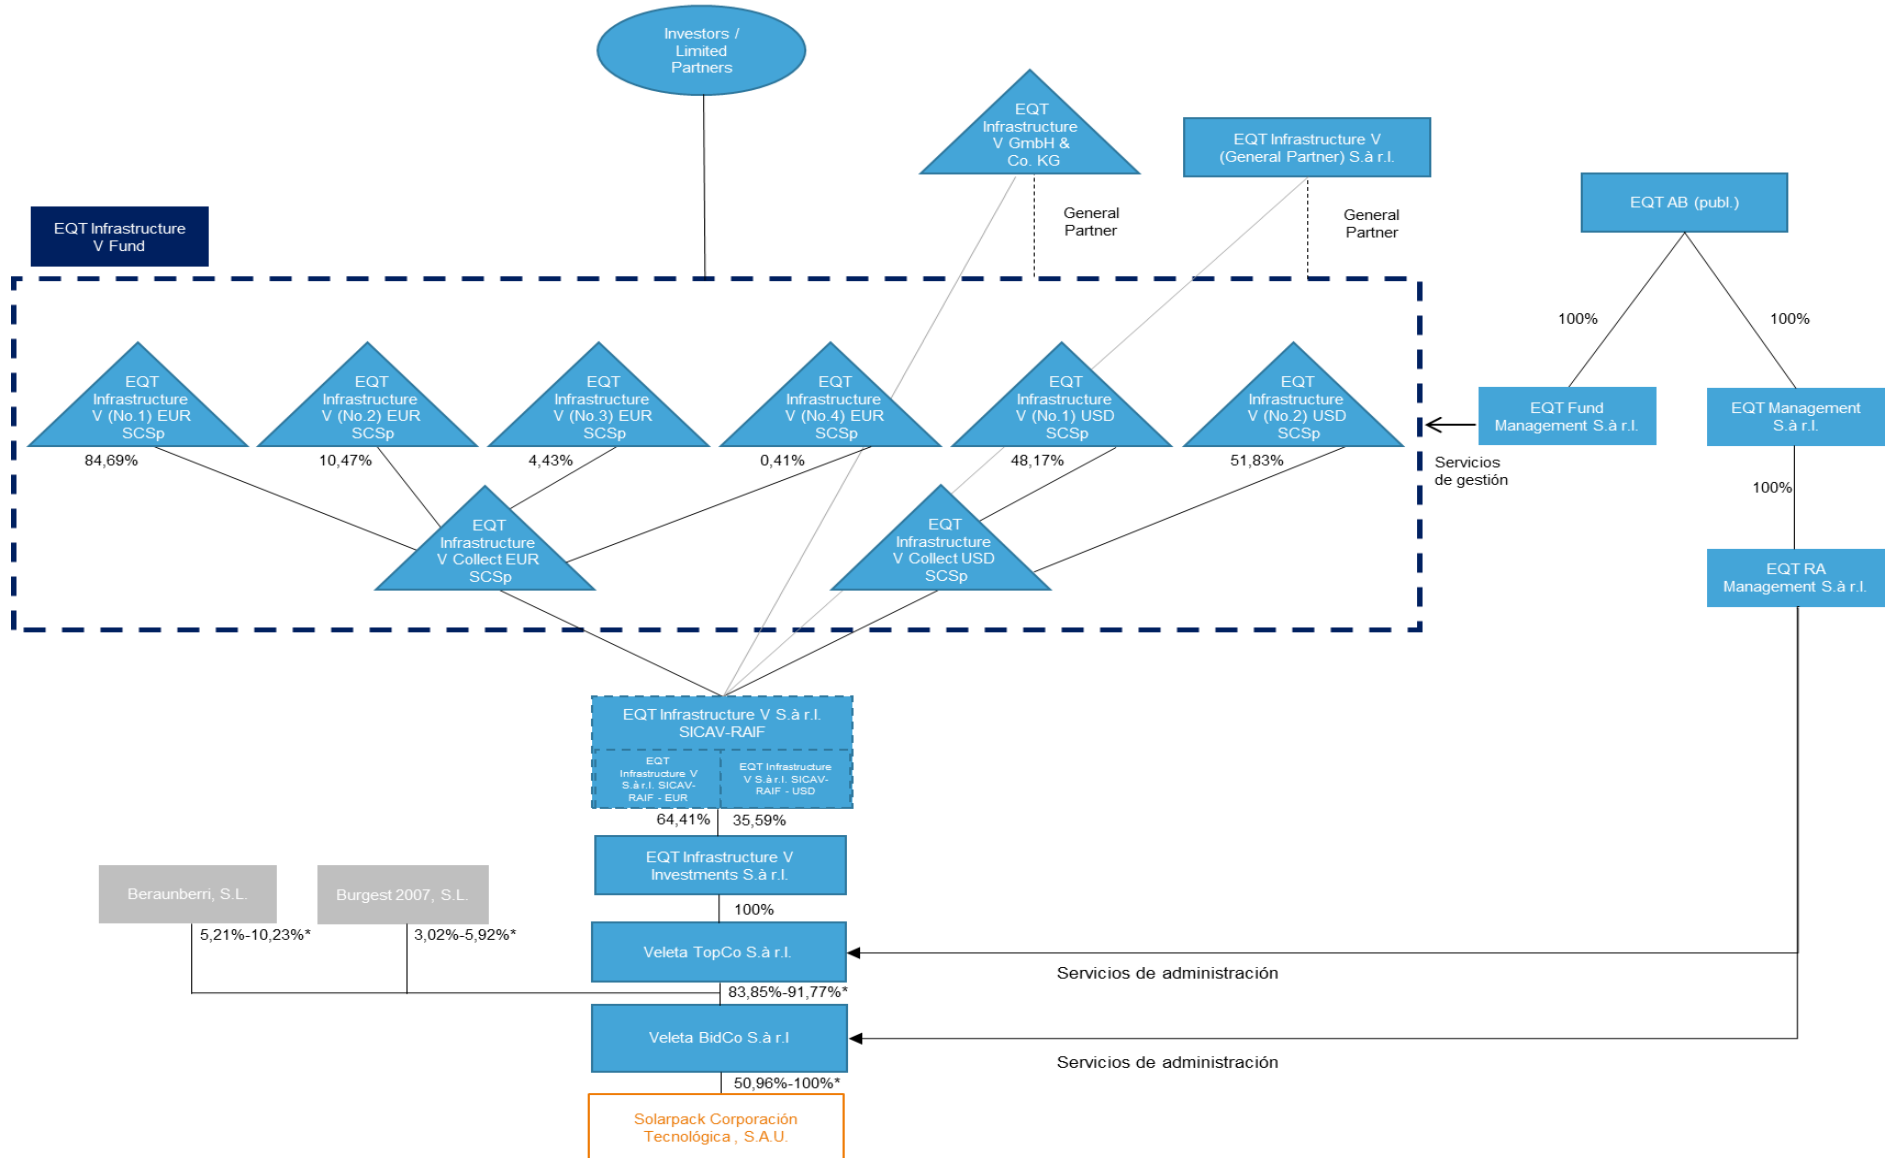 Investors /
Limited
Partners
EQT
Infrastructure
V GmbH &
Co. KG
EQT Infrastructure V
(General Partner) S.à r.l.
EQT AB (publ.)
EQT Infrastructure
V Fund
General
Partner
General
Partner
100%
100%
EQT
Infrastructure
V (No.1) EUR
SCSp
EQT
Infrastructure
V (No.2) EUR
SCSp
EQT
Infrastructure
V (No.3) EUR
SCSp
EQT
Infrastructure
V (No.4) EUR
SCSp
EQT
Infrastructure
V (No.1) USD
SCSp
EQT
Infrastructure
V (No.2) USD
SCSp
EQT Fund
Management S.à r.l.
EQT Management
S.à r.l.
84,69%
10,47%
4,43%
0,41%
48,17%
51,83%
Servicios
de gestión
100%
EQT
Infrastructure
V Collect EUR
SCSp
EQT
Infrastructure
V Collect USD
SCSp
EQT RA
Management S.à r.l.
EQT Infrastructure V S.à r.l.
SICAV-RAIF
EQT
Infrastructure V
S.à r.l. SICAV-
RAIF - EUR
EQT Infrastructure
V S.à r.l. SICAV-
RAIF - USD
64,41%
35,59%
EQT Infrastructure V
Investments S.à r.l.
100%
Beraunberri, S.L.
Burgest 2007, S.L.
5,21%-10,23%*
3,02%-5,92%*
Veleta TopCo S.à r.l.
Servicios de administración
83,85%-91,77%*
Veleta BidCo S.à r.l
Servicios de administración
50,96%-100%*
Solarpack Corporación
Tecnológica , S.A.U.